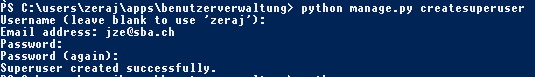 PS C:\users\zeraj\apps\benutzerverwaltung> python manage.py createsuperuser
Username (leave blank to use 'zeraj'):
Email address: jze@sba.ch
Password:
Password (again):
Superuser created successfully.